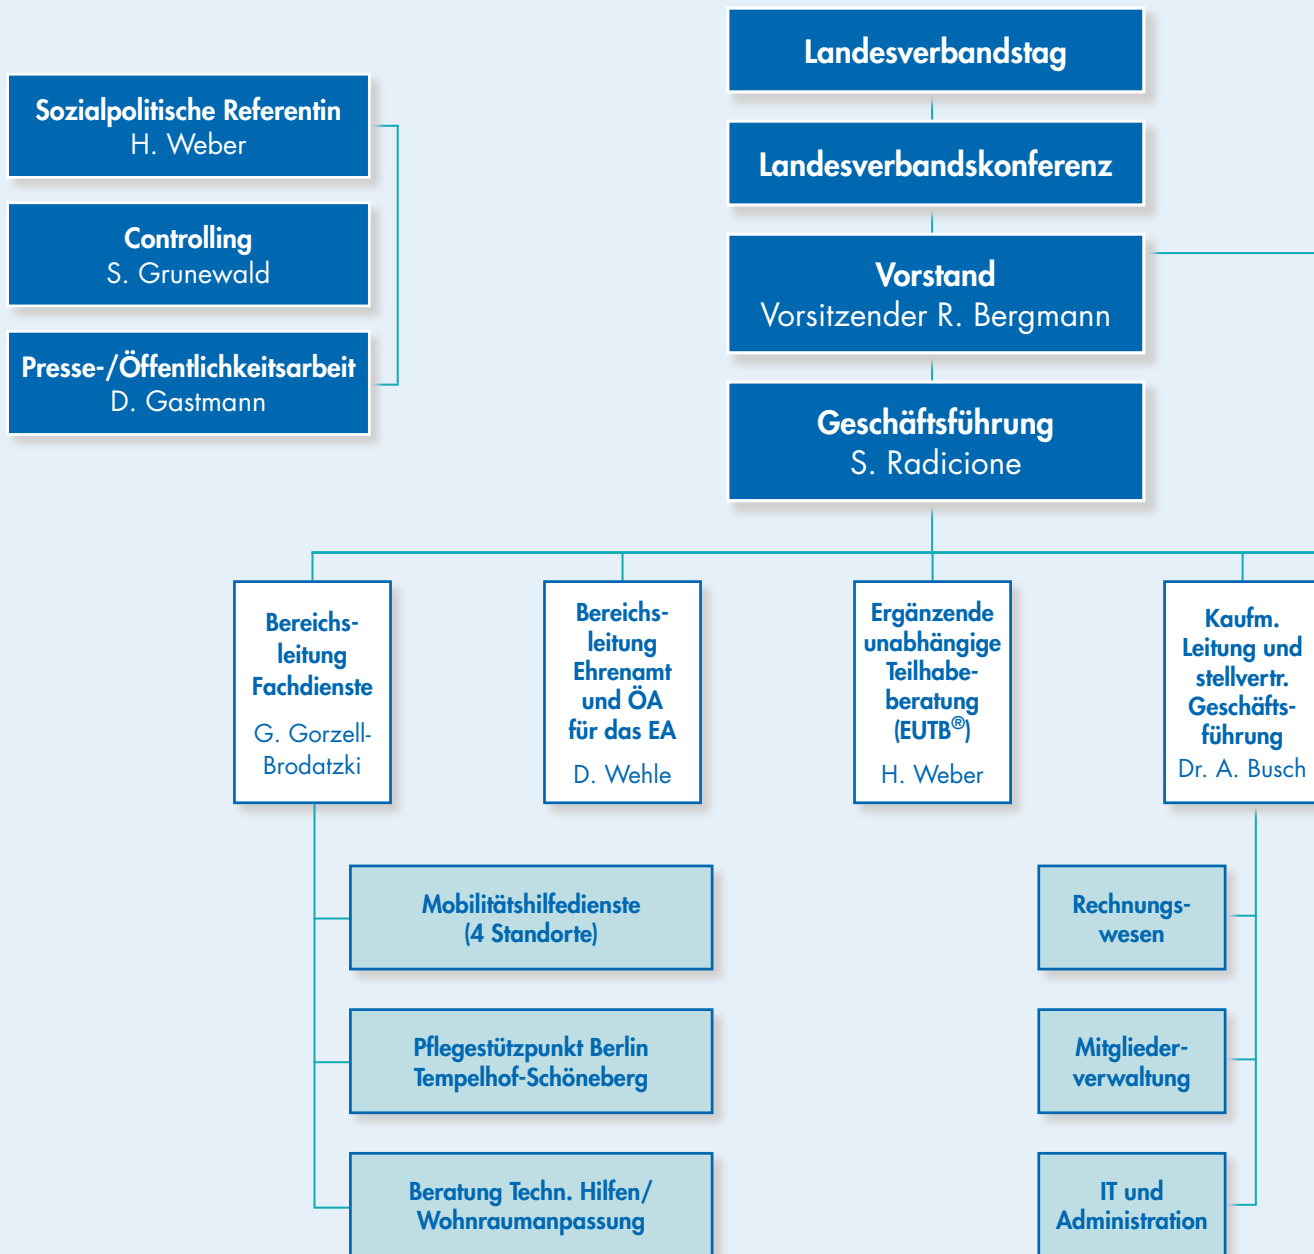 Landesverbandstag
Sozialpolitische Referentin
H. Weber
Landesverbandskonferenz
Controlling
S. Grunewald
Vorstand
Vorsitzender R. Bergmann
Presse-/Öffentlichkeitsarbeit
D. Gastmann
Geschäftsführung
S. Radicione
Bereichs-
leitung
Fachdienste
G. Gorzell-
Brodatzki
Bereichs-
leitung
Ehrenamt
und ÖA
für das EA
D. Wehle
Ergänzende
unabhängige
Teilhabe-
beratung
(EUTB®)
H. Weber
Kaufm.
Leitung und
stellvertr.
Geschäfts-
führung
Dr. A. Busch
Mobilitätshilfedienste
(4 Standorte)
Pflegestützpunkt Berlin
Tempelhof-Schöneberg
Beratung Techn. Hilfen/
Wohnraumanpassung
Rechnungs-
wesen
Mitglieder-
verwaltung
IT und
Administration